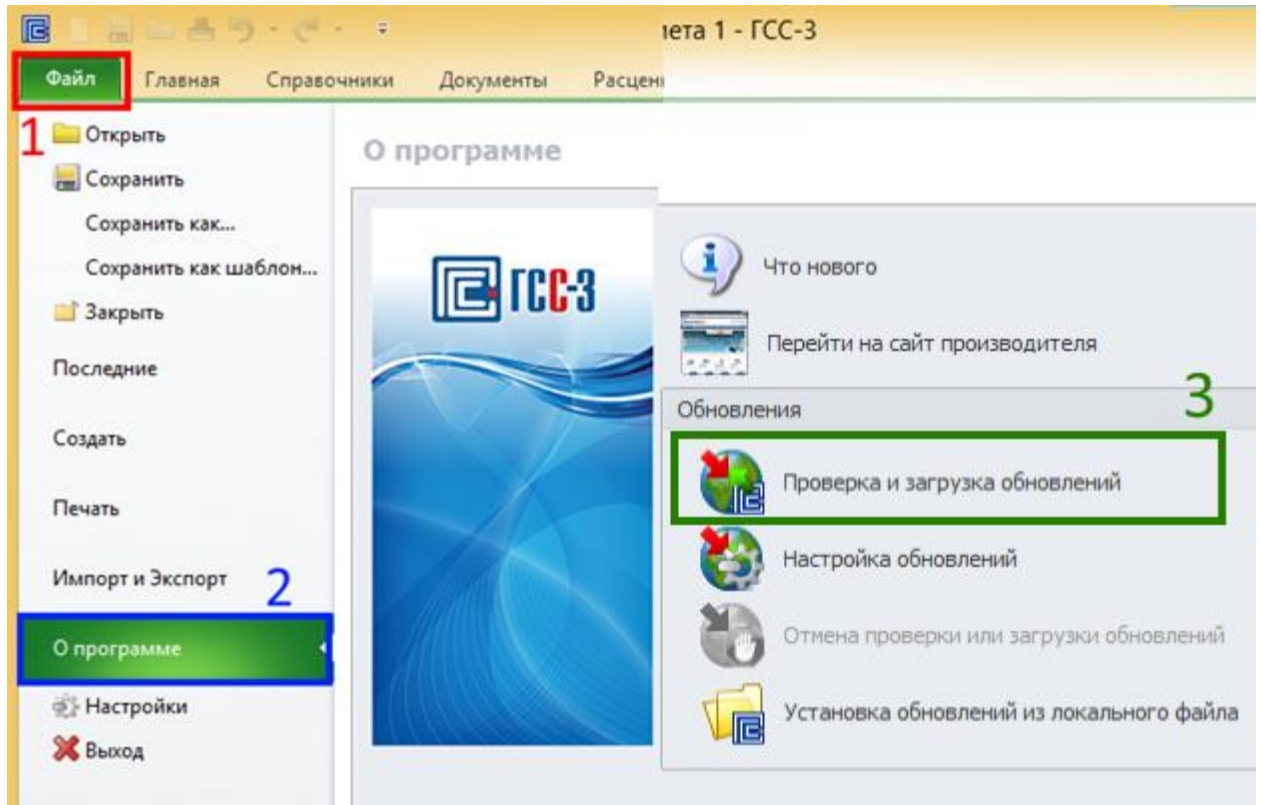 1 - ГСС-3
Файл Главная Справочники Документы
1
Открыть
Сохранить
Сохранить как...
Сохранить как шаблон...
Закрыть
Последние
Создать
Печать
Импорт и Экспорт
2
О программе
Настройки
Выход
О программе
ГСС-3
Что нового
Перейти на сайт производителя
3
Обновления
Проверка и загрузка обновлений
Настройка обновлений
Отмена проверки или загрузки обновлений
Установка обновлений из локального файла